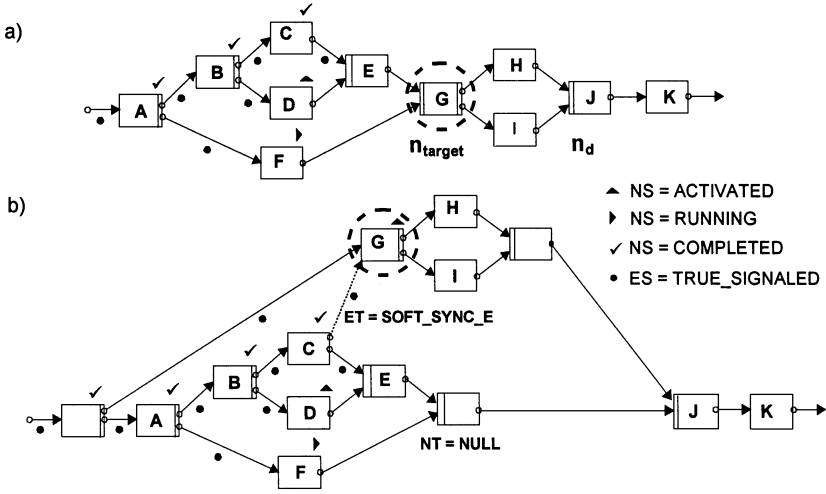 a)
C
B
E
H
A
D
G
J
K
F
n_target
I
n_d
b)
NS = ACTIVATED
NS = RUNNING
NS = COMPLETED
ES = TRUE_SIGNALED
H
G
I
ET = SOFT_SYNC_E
C
B
E
A
D
J
K
NT = NULL
F